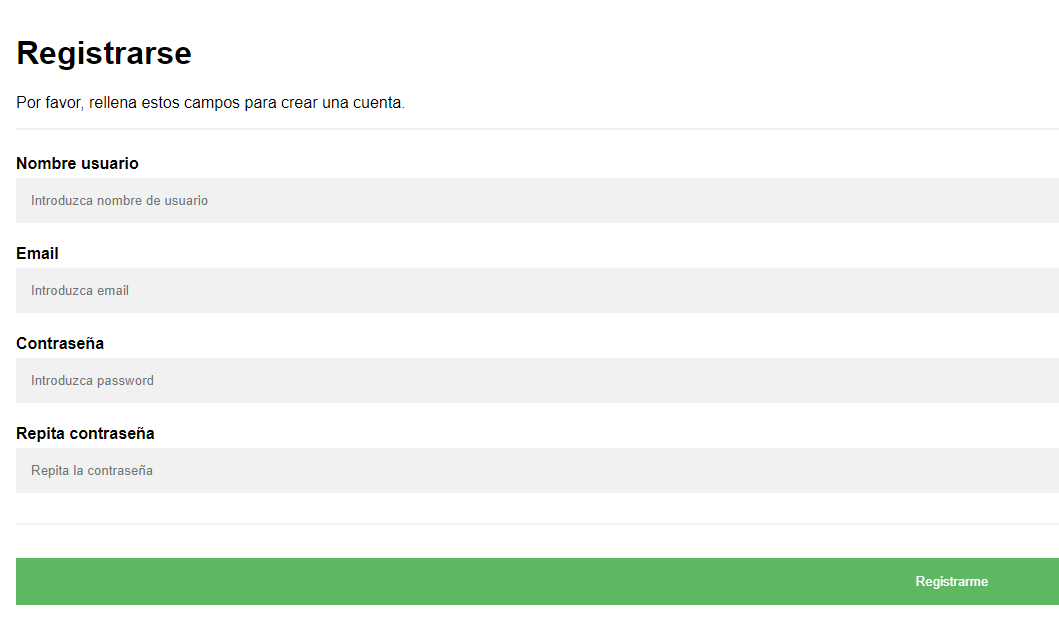 Registrarse
Por favor, rellena estos campos para crear una cuenta.
Nombre usuario
Introduzca nombre de usuario
Email
Introduzca email
Contraseña
Introduzca password
Repita contraseña
Repita la contraseña
Registrarme